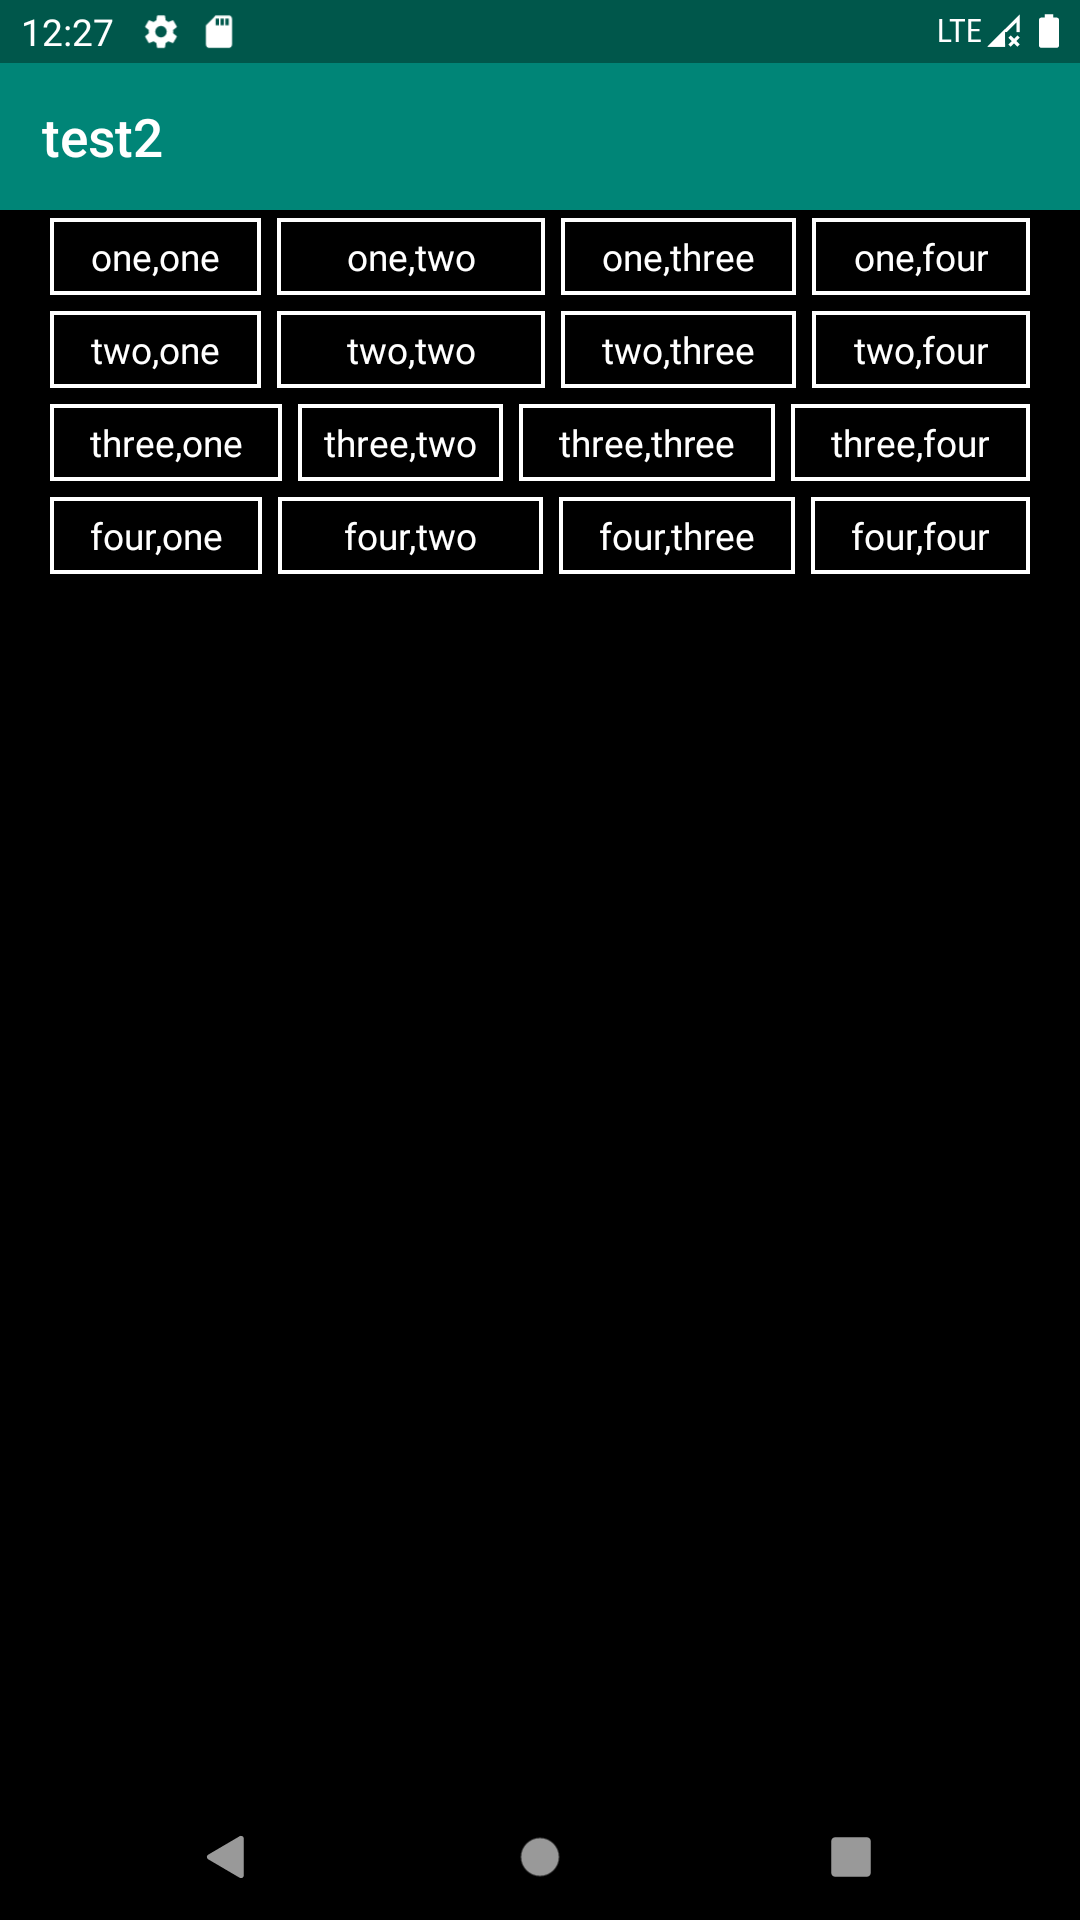 12:27 LTE
test2
one,one one,two one,three one,four
two,one two,two two,three two,four
three,one three,two three,three three,four
four,one four,two four,three four,four